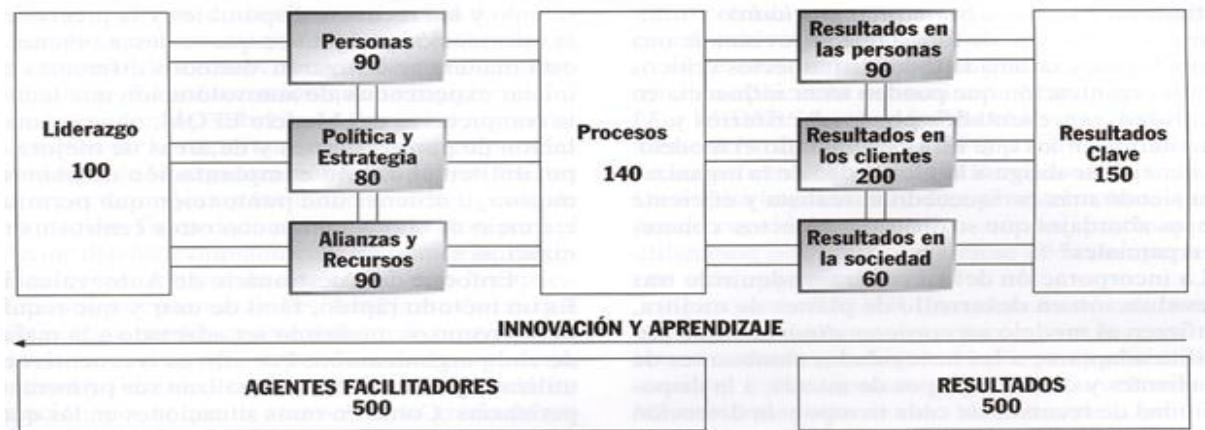 Personas
90
Resultados en
las personas
90
Liderazgo
100
Política y
Estrategia
80
Procesos
140
Resultados en
los clientes
200
Resultados
Clave
150
Alianzas y
Recursos
90
Resultados en
la sociedad
60
INNOVACIÓN Y APRENDIZAJE
AGENTES FACILITADORES
500
RESULTADOS
500